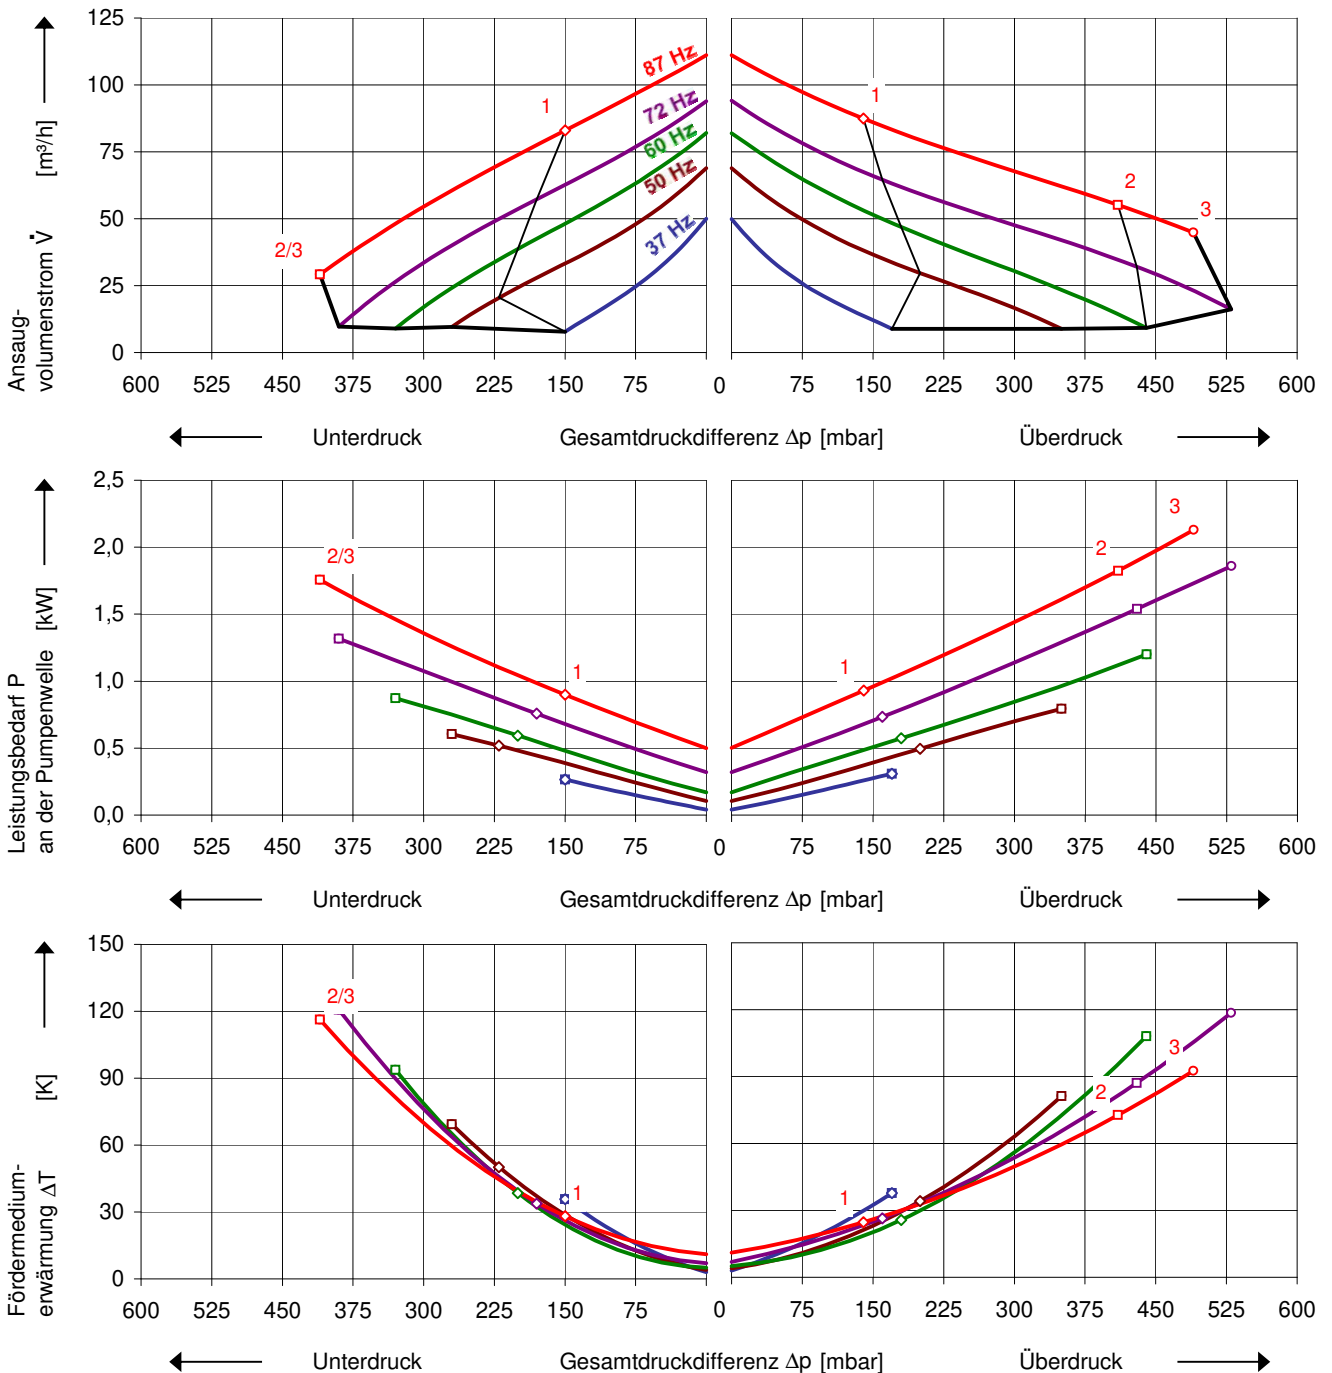 125
100
75
50
25
0
[m³/h]
Ansaug-
volumenstrom V̇
87 Hz
72 Hz
60 Hz
50 Hz
37 Hz
1
2/3
1
2
3
600 525 450 375 300 225 150 75 0 75 150 225 300 375 450 525 600
Unterdruck Gesamtdruckdifferenz Δp [mbar] Überdruck
2,5
2,0
1,5
1,0
0,5
0,0
Leistungsbedarf P
an der Pumpenwelle [kW]
2/3
1
1
2
3
600 525 450 375 300 225 150 75 0 75 150 225 300 375 450 525 600
Unterdruck Gesamtdruckdifferenz Δp [mbar] Überdruck
150
120
90
60
30
0
[K]
Fördermedium-
erwärmung ΔT
2/3
1
1
2
3
600 525 450 375 300 225 150 75 0 75 150 225 300 375 450 525 600
Unterdruck Gesamtdruckdifferenz Δp [mbar] Überdruck